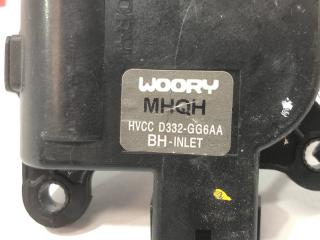 WOORY
MHQH
HVCC D332-GG6AA
BH-INLET